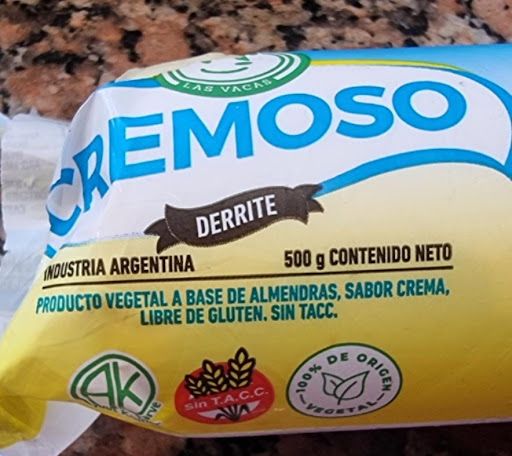 LAS VACAS
CREMOSO
DERRITE
INDUSTRIA ARGENTINA
500 g CONTENIDO NETO
PRODUCTO VEGETAL A BASE DE ALMENDRAS, SABOR CREMA,
LIBRE DE GLUTEN. SIN TACC.
AK
sin T.A.C.C.
100% DE ORIGEN
VEGETAL